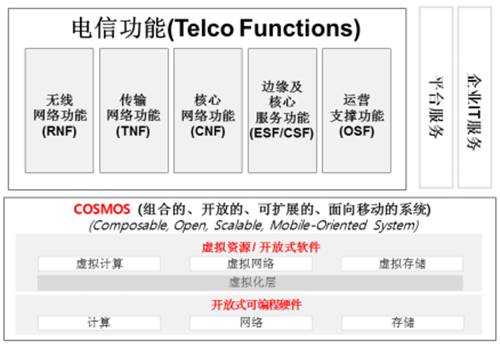 电信功能(Telco Functions)
无线
网络功能
(RNF)
传输
网络功能
(TNF)
核心
网络功能
(CNF)
边缘及
核心
服务功能
(ESF/CSF)
运营
支撑功能
(OSF)
平台服务
企业IT服务
COSMOS (组合的、开放的、可扩展的、面向移动的系统)
(Composable, Open, Scalable, Mobile-Oriented System)
虚拟资源/ 开放式软件
虚拟计算
虚拟网络
虚拟存储
虚拟化层
开放式可编程硬件
计算
网络
存储